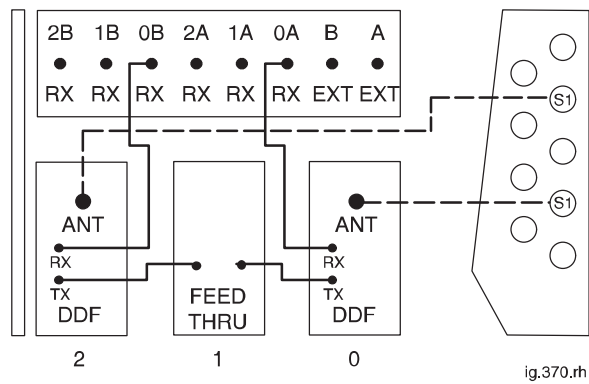 2B 1B 0B 2A 1A 0A B A
RX RX RX RX RX RX EXT EXT
S1
S1
ANT ANT
RX RX
TX FEED TX
DDF THRU DDF
2 1 0
ig.370.rh